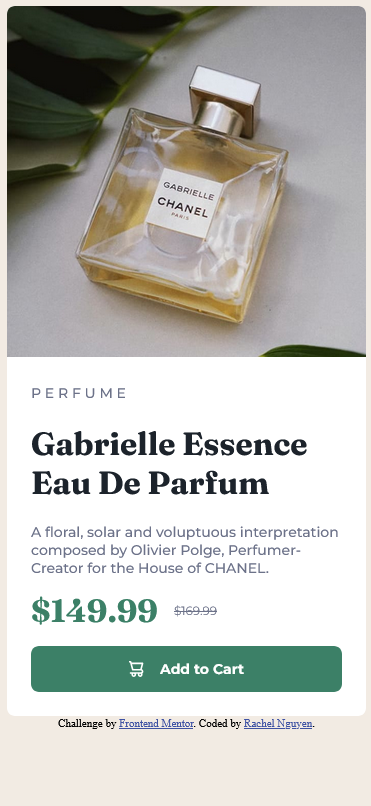 GABRIELLE
CHANEL
PARIS
PERFUME
Gabrielle Essence
Eau De Parfum
A floral, solar and voluptuous interpretation
composed by Olivier Polge, Perfumer-
Creator for the House of CHANEL.
$149.99 $169.99
Add to Cart
Challenge by Frontend Mentor. Coded by Rachel Nguyen.